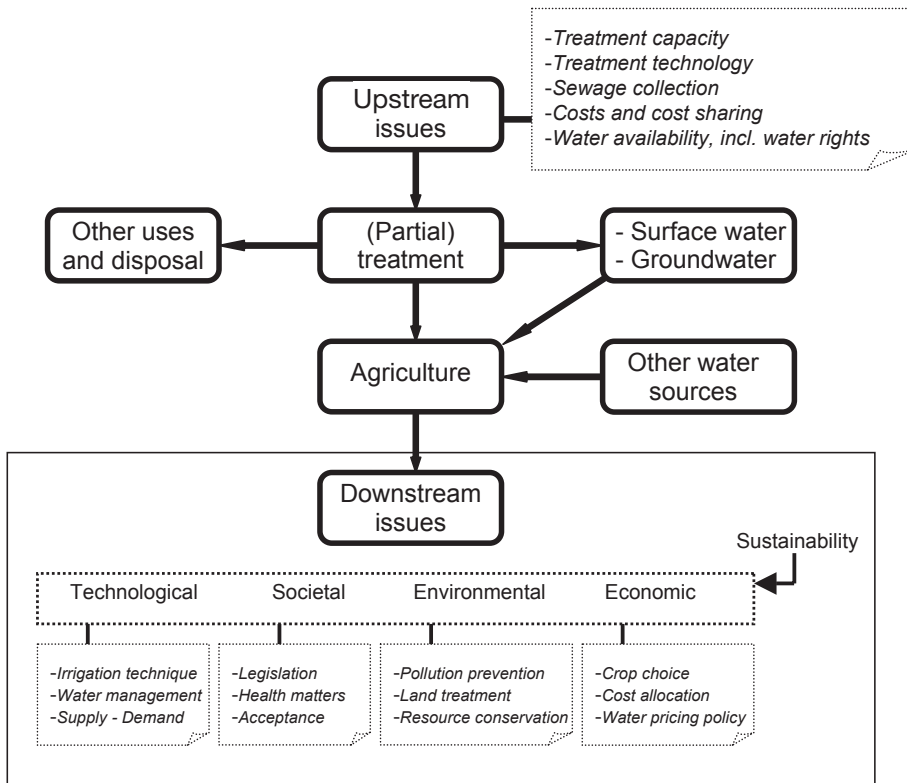 -Treatment capacity
-Treatment technology
-Sewage collection
-Costs and cost sharing
-Water availability, incl. water rights
Upstream
issues
Other uses
and disposal
(Partial)
treatment
- Surface water
- Groundwater
Agriculture
Other water
sources
Downstream
issues
Sustainability
Technological
Societal
Environmental
Economic
-Irrigation technique
-Water management
-Supply - Demand
-Legislation
-Health matters
-Acceptance
-Pollution prevention
-Land treatment
-Resource conservation
-Crop choice
-Cost allocation
-Water pricing policy